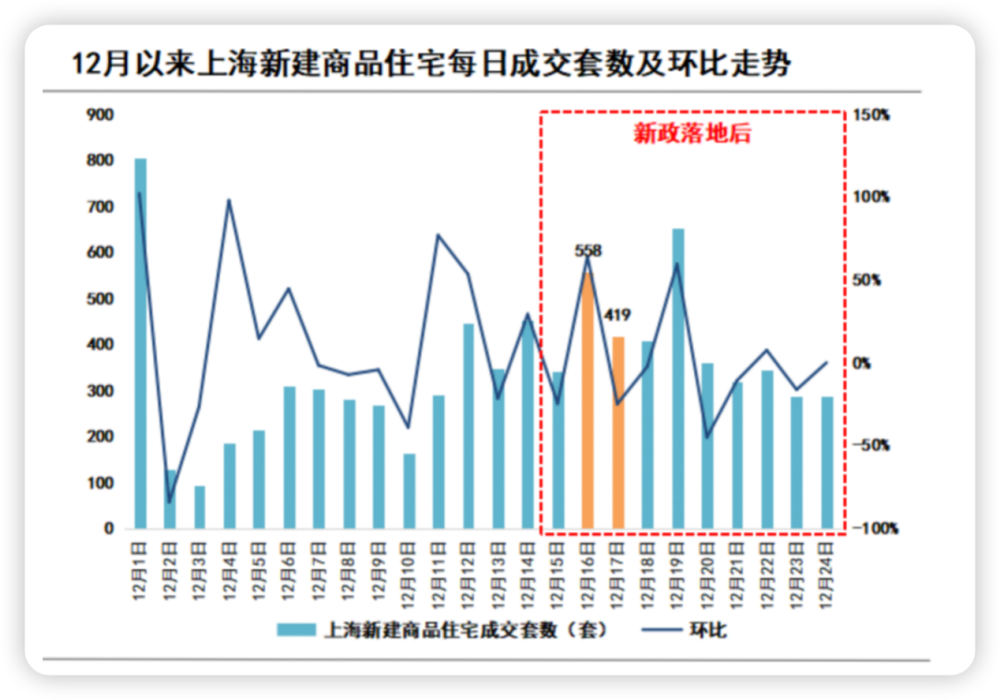 12月以来上海新建商品住宅每日成交套数及环比走势
900
800
700
600
500
400
300
200
100
0
150%
100%
50%
0%
-50%
-100%
新政落地后
558
419
12月1日
12月2日
12月3日
12月4日
12月5日
12月6日
12月7日
12月8日
12月9日
12月10日
12月11日
12月12日
12月13日
12月14日
12月15日
12月16日
12月17日
12月18日
12月19日
12月20日
12月21日
12月22日
12月23日
12月24日
上海新建商品住宅成交套数（套） 环比